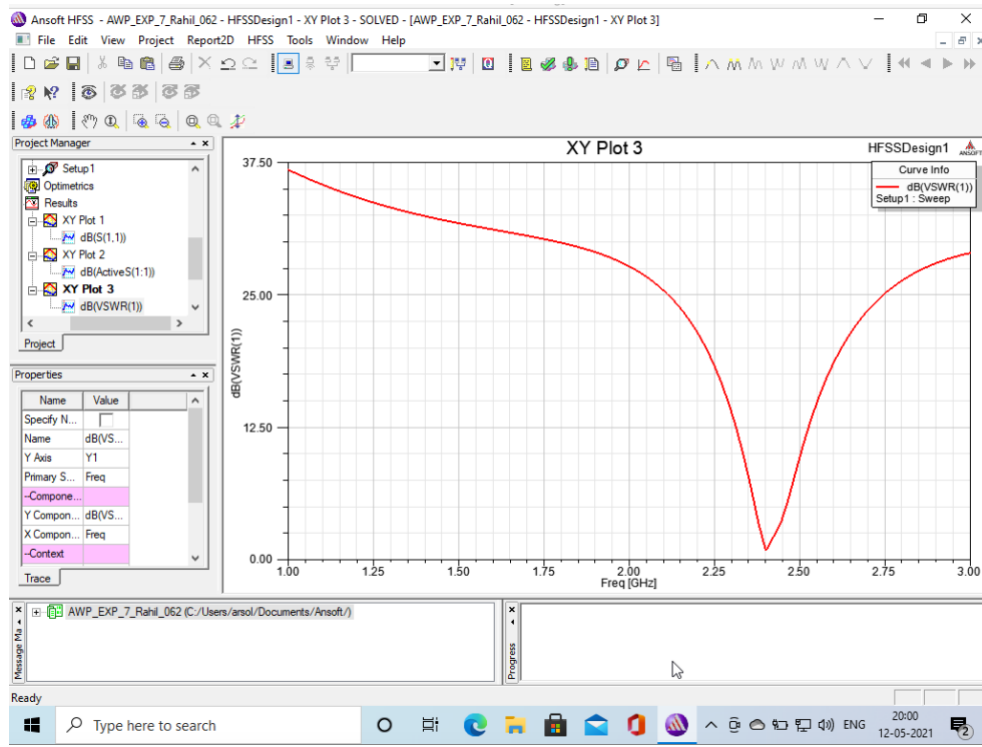 Ansoft HFSS - AWP_EXP_7_Rahil_062 - HFSSDesign1 - XY Plot 3 - SOLVED - [AWP_EXP_7_Rahil_062 - HFSSDesign1 - XY Plot 3]
File Edit View Project Report2D HFSS Tools Window Help
Project Manager
Setup1
Optimetrics
Results
XY Plot 1
dB(S(1,1))
XY Plot 2
dB(ActiveS(1:1))
XY Plot 3
dB(VSWR(1))
Project
Properties
Name Value
Specify N...
Name dB(VS...
Y Axis Y1
Primary S... Freq
--Compone...
Y Compon... dB(VS...
X Compon... Freq
--Context
Trace
XY Plot 3
HFSSDesign1
ANSOFT
Curve Info
dB(VSWR(1))
Setup1 : Sweep
37.50
25.00
12.50
0.00
dB(VSWR(1))
1.00 1.25 1.50 1.75 2.00 2.25 2.50 2.75 3.00
Freq [GHz]
Message Ma
AWP_EXP_7_Rahil_062 (C:/Users/arsol/Documents/Ansoft/)
Progress
Ready
Type here to search
ENG
20:00
12-05-2021
2